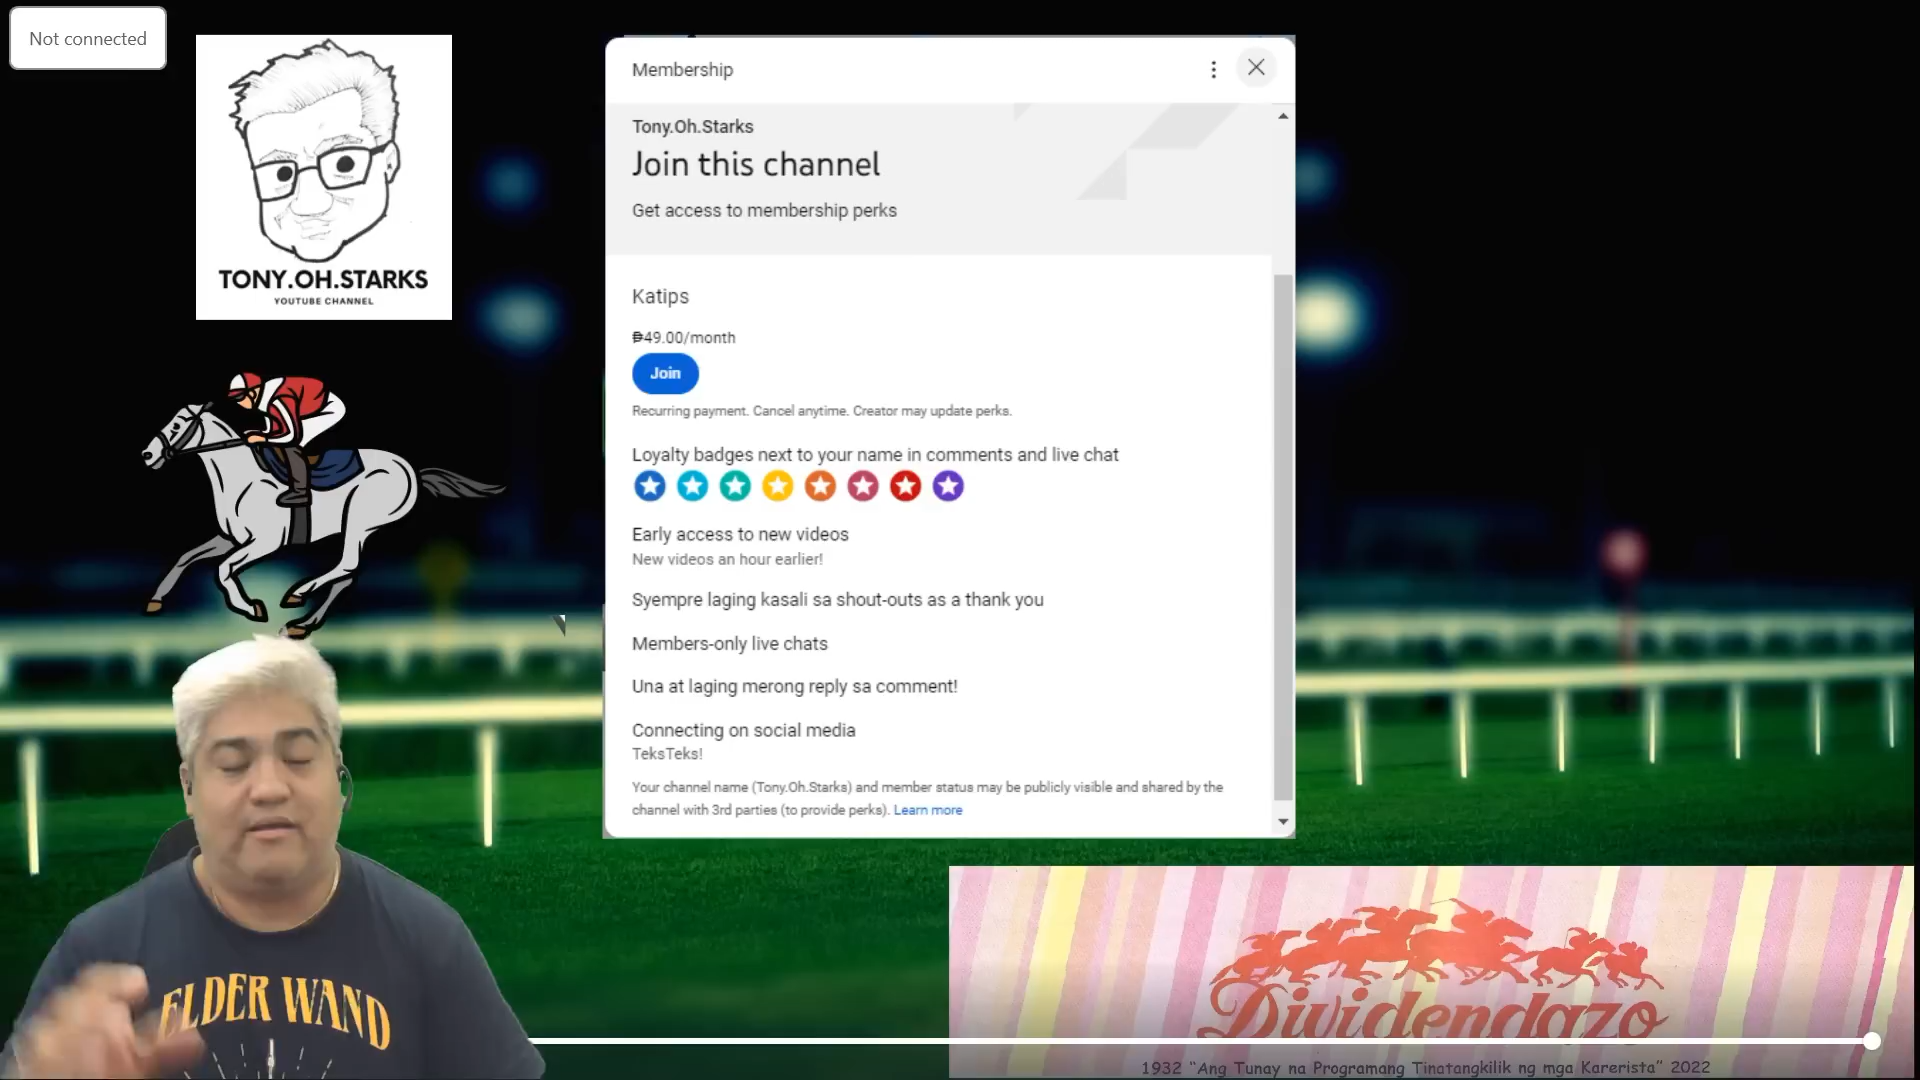 Not connected
TONY.OH.STARKS
YOUTUBE CHANNEL
Membership
Tony.Oh.Starks
Join this channel
Get access to membership perks
Katips
₱49.00/month
Join
Recurring payment. Cancel anytime. Creator may update perks.
Loyalty badges next to your name in comments and live chat
Early access to new videos
New videos an hour earlier!
Syempre laging kasali sa shout-outs as a thank you
Members-only live chats
Una at laging merong reply sa comment!
Connecting on social media
TeksTeks!
Your channel name (Tony.Oh.Starks) and member status may be publicly visible and shared by the
channel with 3rd parties (to provide perks). Learn more
ELDER WAND
Dividendazo
1932 "Ang Tunay na Programang Tinatangkilik ng mga Karerista" 2022